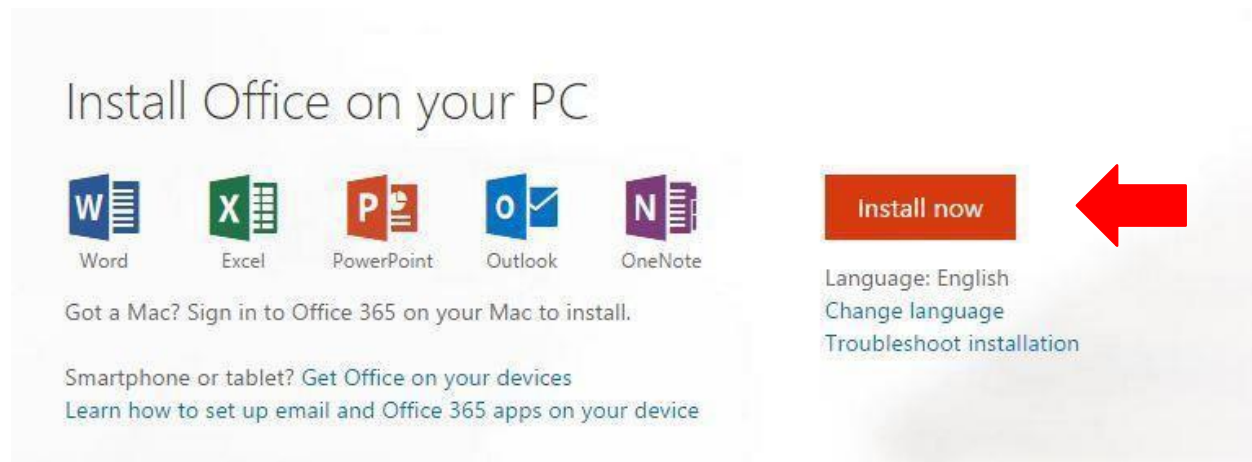 Install Office on your PC
W X P O N
Word Excel PowerPoint Outlook OneNote
Got a Mac? Sign in to Office 365 on your Mac to install.
Smartphone or tablet? Get Office on your devices
Learn how to set up email and Office 365 apps on your device
Install now
Language: English
Change language
Troubleshoot installation